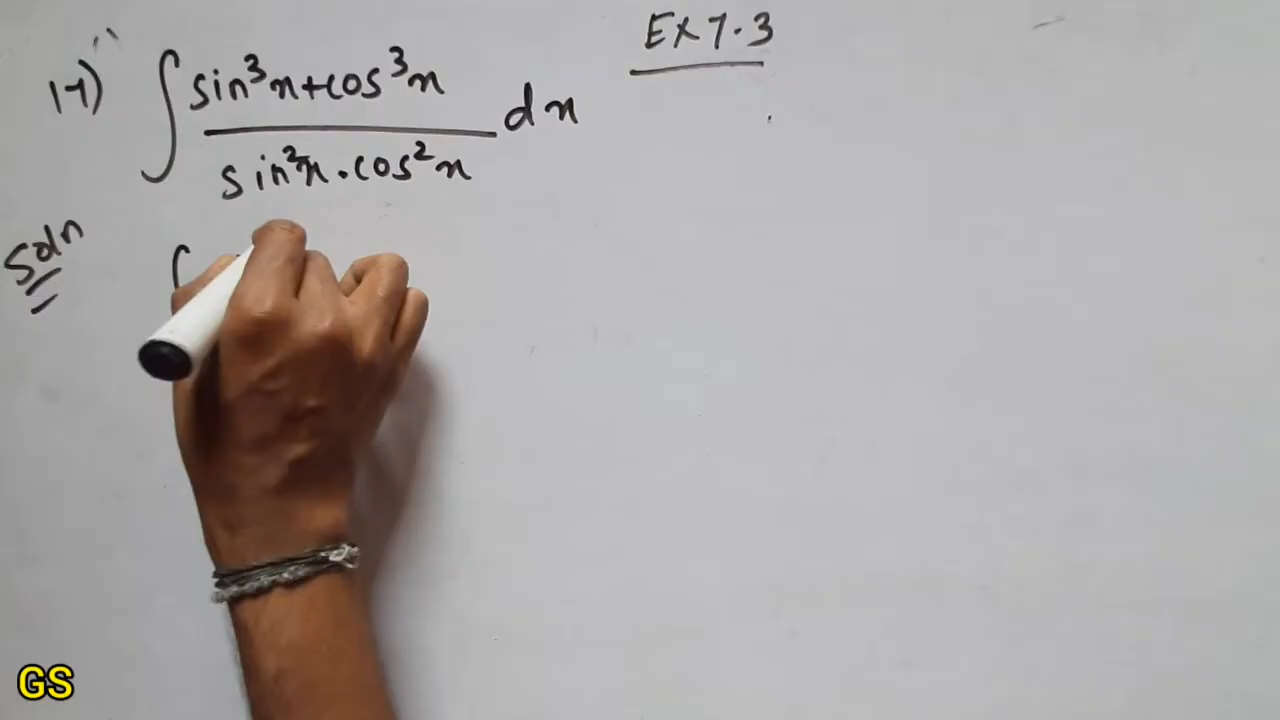 Ex 7.3
17) ∫ sin³x+cos³x
sin²x.cos²x dx
Soln
∫
GS